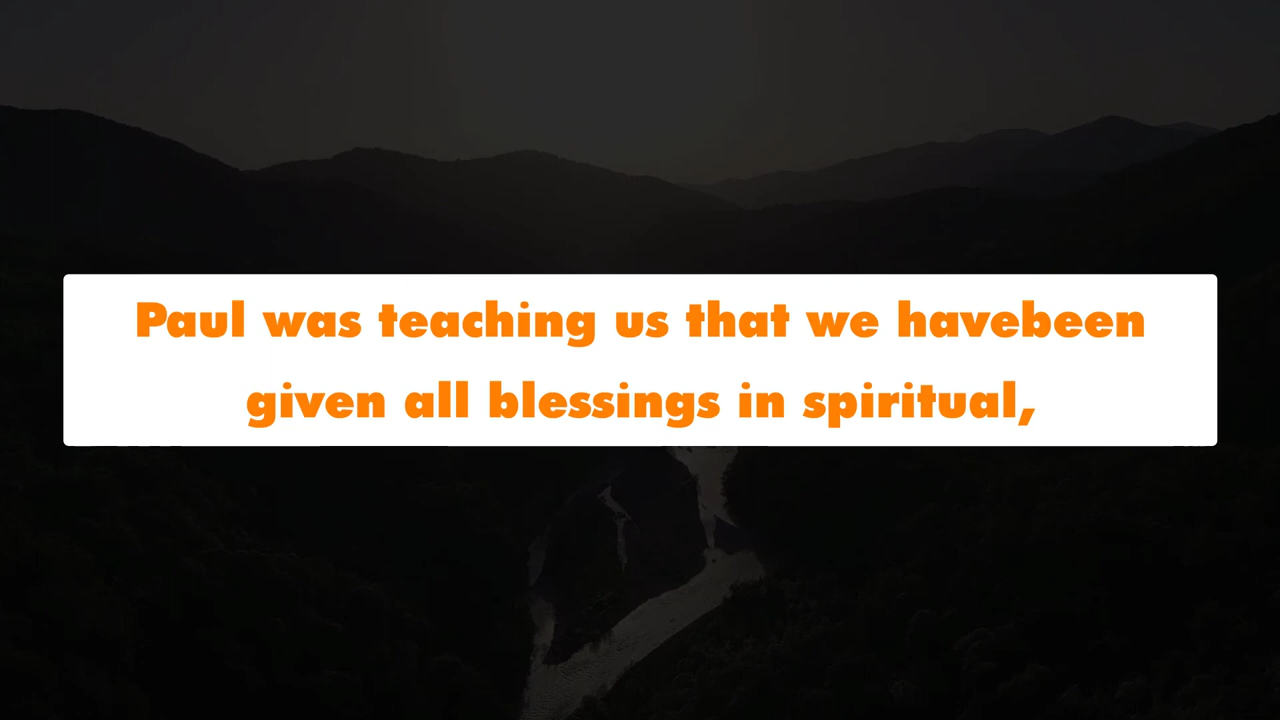 Paul was teaching us that we havebeen
given all blessings in spiritual,